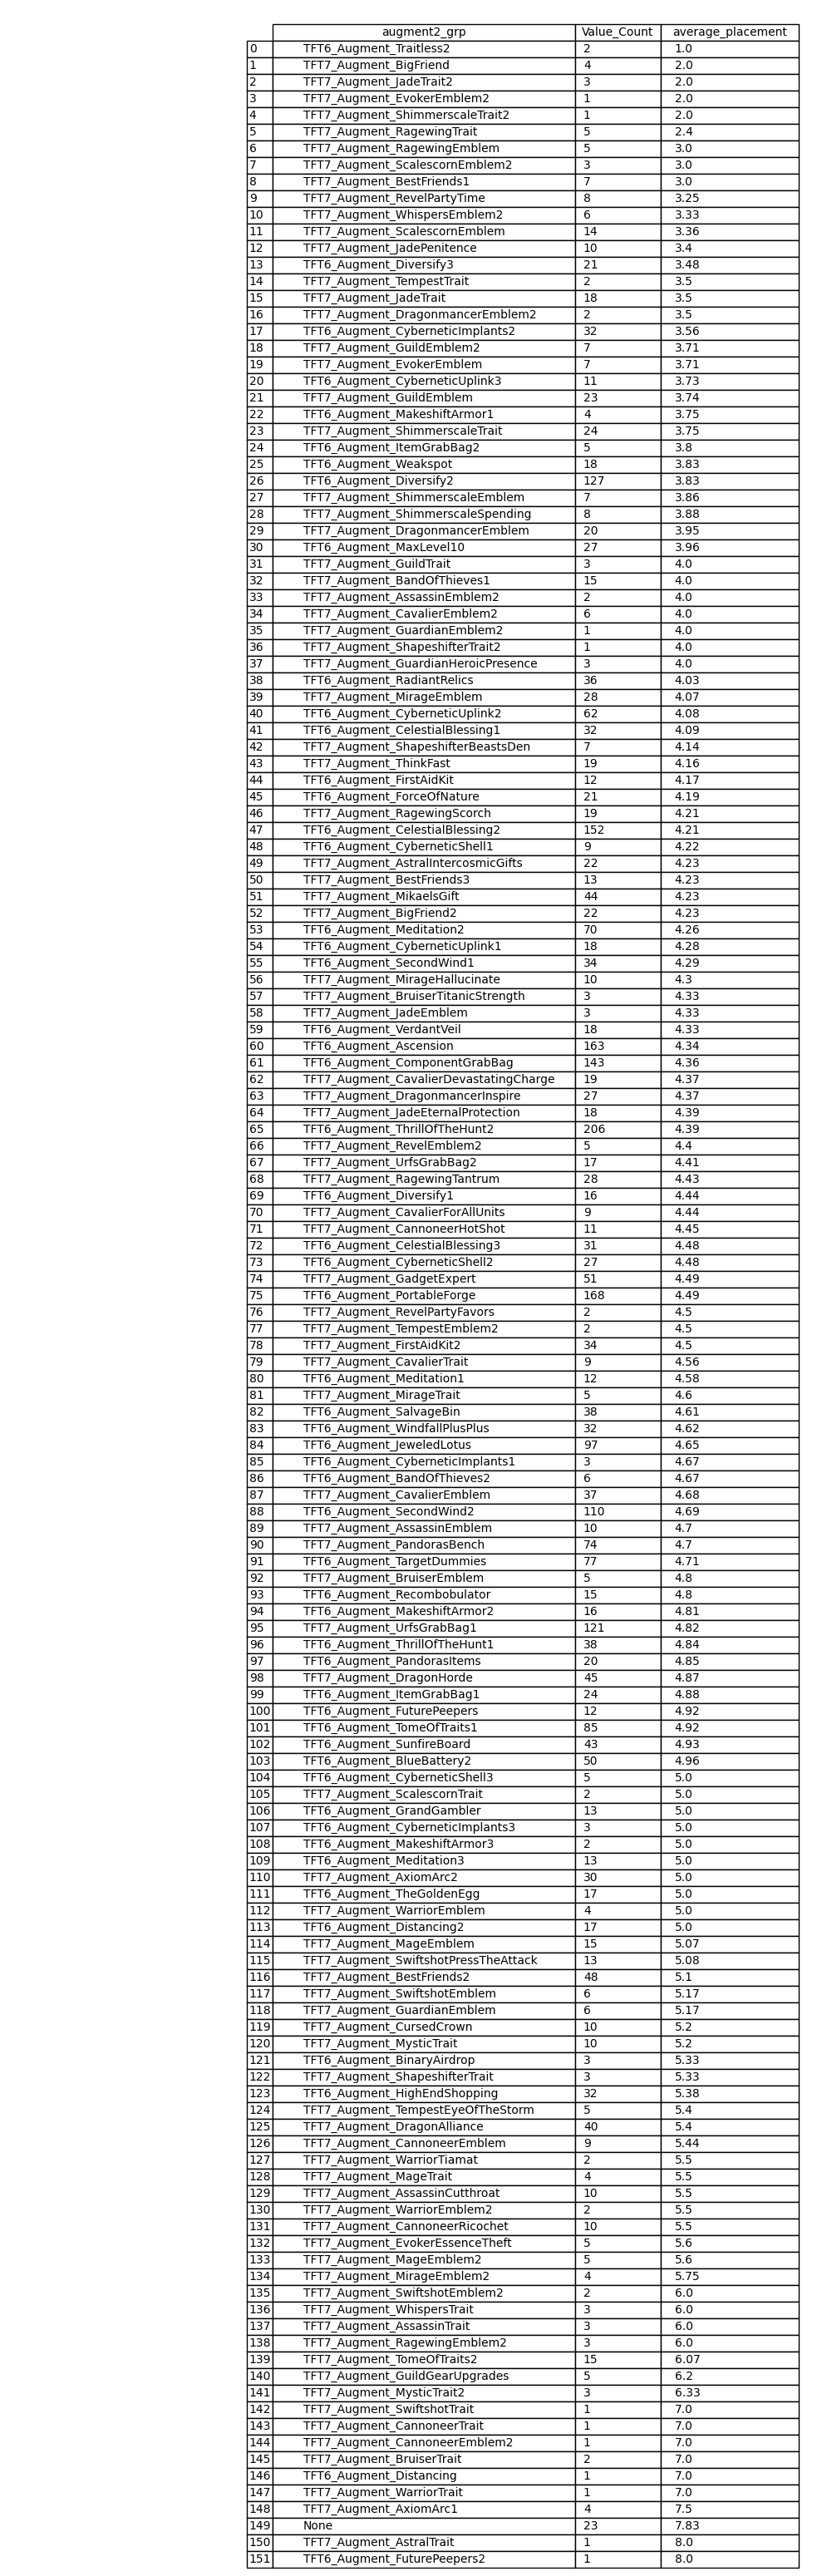 augment2_grp Value_Count average_placement
0 TFT6_Augment_Traitless2 2 1.0
1 TFT7_Augment_BigFriend 4 2.0
2 TFT7_Augment_JadeTrait2 3 2.0
3 TFT7_Augment_EvokerEmblem2 1 2.0
4 TFT7_Augment_ShimmerscaleTrait2 1 2.0
5 TFT7_Augment_RagewingTrait 5 2.4
6 TFT7_Augment_RagewingEmblem 5 3.0
7 TFT7_Augment_ScalescornEmblem2 3 3.0
8 TFT7_Augment_BestFriends1 7 3.0
9 TFT7_Augment_RevelPartyTime 8 3.25
10 TFT7_Augment_WhispersEmblem2 6 3.33
11 TFT7_Augment_ScalescornEmblem 14 3.36
12 TFT7_Augment_JadePenitence 10 3.4
13 TFT6_Augment_Diversify3 21 3.48
14 TFT7_Augment_TempestTrait 2 3.5
15 TFT7_Augment_JadeTrait 18 3.5
16 TFT7_Augment_DragonmancerEmblem2 2 3.5
17 TFT6_Augment_CyberneticImplants2 32 3.56
18 TFT7_Augment_GuildEmblem2 7 3.71
19 TFT7_Augment_EvokerEmblem 7 3.71
20 TFT6_Augment_CyberneticUplink3 11 3.73
21 TFT7_Augment_GuildEmblem 23 3.74
22 TFT6_Augment_MakeshiftArmor1 4 3.75
23 TFT7_Augment_ShimmerscaleTrait 24 3.75
24 TFT6_Augment_ItemGrabBag2 5 3.8
25 TFT6_Augment_Weakspot 18 3.83
26 TFT6_Augment_Diversify2 127 3.83
27 TFT7_Augment_ShimmerscaleEmblem 7 3.86
28 TFT7_Augment_ShimmerscaleSpending 8 3.88
29 TFT7_Augment_DragonmancerEmblem 20 3.95
30 TFT6_Augment_MaxLevel10 27 3.96
31 TFT7_Augment_GuildTrait 3 4.0
32 TFT7_Augment_BandOfThieves1 15 4.0
33 TFT7_Augment_AssassinEmblem2 2 4.0
34 TFT7_Augment_CavalierEmblem2 6 4.0
35 TFT7_Augment_GuardianEmblem2 1 4.0
36 TFT7_Augment_ShapeshifterTrait2 1 4.0
37 TFT7_Augment_GuardianHeroicPresence 3 4.0
38 TFT6_Augment_RadiantRelics 36 4.03
39 TFT7_Augment_MirageEmblem 28 4.07
40 TFT6_Augment_CyberneticUplink2 62 4.08
41 TFT6_Augment_CelestialBlessing1 32 4.09
42 TFT7_Augment_ShapeshifterBeastsDen 7 4.14
43 TFT7_Augment_ThinkFast 19 4.16
44 TFT6_Augment_FirstAidKit 12 4.17
45 TFT6_Augment_ForceOfNature 21 4.19
46 TFT7_Augment_RagewingScorch 19 4.21
47 TFT6_Augment_CelestialBlessing2 152 4.21
48 TFT6_Augment_CyberneticShell1 9 4.22
49 TFT7_Augment_AstralIntercosmicGifts 22 4.23
50 TFT7_Augment_BestFriends3 13 4.23
51 TFT7_Augment_MikaelsGift 44 4.23
52 TFT7_Augment_BigFriend2 22 4.23
53 TFT6_Augment_Meditation2 70 4.26
54 TFT6_Augment_CyberneticUplink1 18 4.28
55 TFT6_Augment_SecondWind1 34 4.29
56 TFT7_Augment_MirageHallucinate 10 4.3
57 TFT7_Augment_BruiserTitanicStrength 3 4.33
58 TFT7_Augment_JadeEmblem 3 4.33
59 TFT6_Augment_VerdantVeil 18 4.33
60 TFT6_Augment_Ascension 163 4.34
61 TFT6_Augment_ComponentGrabBag 143 4.36
62 TFT7_Augment_CavalierDevastatingCharge 19 4.37
63 TFT7_Augment_DragonmancerInspire 27 4.37
64 TFT7_Augment_JadeEternalProtection 18 4.39
65 TFT6_Augment_ThrillOfTheHunt2 206 4.39
66 TFT7_Augment_RevelEmblem2 5 4.4
67 TFT7_Augment_UrfsGrabBag2 17 4.41
68 TFT7_Augment_RagewingTantrum 28 4.43
69 TFT6_Augment_Diversify1 16 4.44
70 TFT7_Augment_CavalierForAllUnits 9 4.44
71 TFT7_Augment_CannoneerHotShot 11 4.45
72 TFT6_Augment_CelestialBlessing3 31 4.48
73 TFT6_Augment_CyberneticShell2 27 4.48
74 TFT7_Augment_GadgetExpert 51 4.49
75 TFT6_Augment_PortableForge 168 4.49
76 TFT7_Augment_RevelPartyFavors 2 4.5
77 TFT7_Augment_TempestEmblem2 2 4.5
78 TFT7_Augment_FirstAidKit2 34 4.5
79 TFT7_Augment_CavalierTrait 9 4.56
80 TFT6_Augment_Meditation1 12 4.58
81 TFT7_Augment_MirageTrait 5 4.6
82 TFT6_Augment_SalvageBin 38 4.61
83 TFT6_Augment_WindfallPlusPlus 32 4.62
84 TFT6_Augment_JeweledLotus 97 4.65
85 TFT6_Augment_CyberneticImplants1 3 4.67
86 TFT6_Augment_BandOfThieves2 6 4.67
87 TFT7_Augment_CavalierEmblem 37 4.68
88 TFT6_Augment_SecondWind2 110 4.69
89 TFT7_Augment_AssassinEmblem 10 4.7
90 TFT7_Augment_PandorasBench 74 4.7
91 TFT6_Augment_TargetDummies 77 4.71
92 TFT7_Augment_BruiserEmblem 5 4.8
93 TFT6_Augment_Recombobulator 15 4.8
94 TFT6_Augment_MakeshiftArmor2 16 4.81
95 TFT7_Augment_UrfsGrabBag1 121 4.82
96 TFT6_Augment_ThrillOfTheHunt1 38 4.84
97 TFT6_Augment_PandorasItems 20 4.85
98 TFT7_Augment_DragonHorde 45 4.87
99 TFT6_Augment_ItemGrabBag1 24 4.88
100 TFT6_Augment_FuturePeepers 12 4.92
101 TFT6_Augment_TomeOfTraits1 85 4.92
102 TFT6_Augment_SunfireBoard 43 4.93
103 TFT6_Augment_BlueBattery2 50 4.96
104 TFT6_Augment_CyberneticShell3 5 5.0
105 TFT7_Augment_ScalescornTrait 2 5.0
106 TFT6_Augment_GrandGambler 13 5.0
107 TFT6_Augment_CyberneticImplants3 3 5.0
108 TFT6_Augment_MakeshiftArmor3 2 5.0
109 TFT6_Augment_Meditation3 13 5.0
110 TFT7_Augment_AxiomArc2 30 5.0
111 TFT6_Augment_TheGoldenEgg 17 5.0
112 TFT7_Augment_WarriorEmblem 4 5.0
113 TFT6_Augment_Distancing2 17 5.0
114 TFT7_Augment_MageEmblem 15 5.07
115 TFT7_Augment_SwiftshotPressTheAttack 13 5.08
116 TFT7_Augment_BestFriends2 48 5.1
117 TFT7_Augment_SwiftshotEmblem 6 5.17
118 TFT7_Augment_GuardianEmblem 6 5.17
119 TFT7_Augment_CursedCrown 10 5.2
120 TFT7_Augment_MysticTrait 10 5.2
121 TFT6_Augment_BinaryAirdrop 3 5.33
122 TFT7_Augment_ShapeshifterTrait 3 5.33
123 TFT6_Augment_HighEndShopping 32 5.38
124 TFT7_Augment_TempestEyeOfTheStorm 5 5.4
125 TFT7_Augment_DragonAlliance 40 5.4
126 TFT7_Augment_CannoneerEmblem 9 5.44
127 TFT7_Augment_WarriorTiamat 2 5.5
128 TFT7_Augment_MageTrait 4 5.5
129 TFT7_Augment_AssassinCutthroat 10 5.5
130 TFT7_Augment_WarriorEmblem2 2 5.5
131 TFT7_Augment_CannoneerRicochet 10 5.5
132 TFT7_Augment_EvokerEssenceTheft 5 5.6
133 TFT7_Augment_MageEmblem2 5 5.6
134 TFT7_Augment_MirageEmblem2 4 5.75
135 TFT7_Augment_SwiftshotEmblem2 2 6.0
136 TFT7_Augment_WhispersTrait 3 6.0
137 TFT7_Augment_AssassinTrait 3 6.0
138 TFT7_Augment_RagewingEmblem2 3 6.0
139 TFT7_Augment_TomeOfTraits2 15 6.07
140 TFT7_Augment_GuildGearUpgrades 5 6.2
141 TFT7_Augment_MysticTrait2 3 6.33
142 TFT7_Augment_SwiftshotTrait 1 7.0
143 TFT7_Augment_CannoneerTrait 1 7.0
144 TFT7_Augment_CannoneerEmblem2 1 7.0
145 TFT7_Augment_BruiserTrait 2 7.0
146 TFT6_Augment_Distancing 1 7.0
147 TFT7_Augment_WarriorTrait 1 7.0
148 TFT7_Augment_AxiomArc1 4 7.5
149 None 23 7.83
150 TFT7_Augment_AstralTrait 1 8.0
151 TFT6_Augment_FuturePeepers2 1 8.0